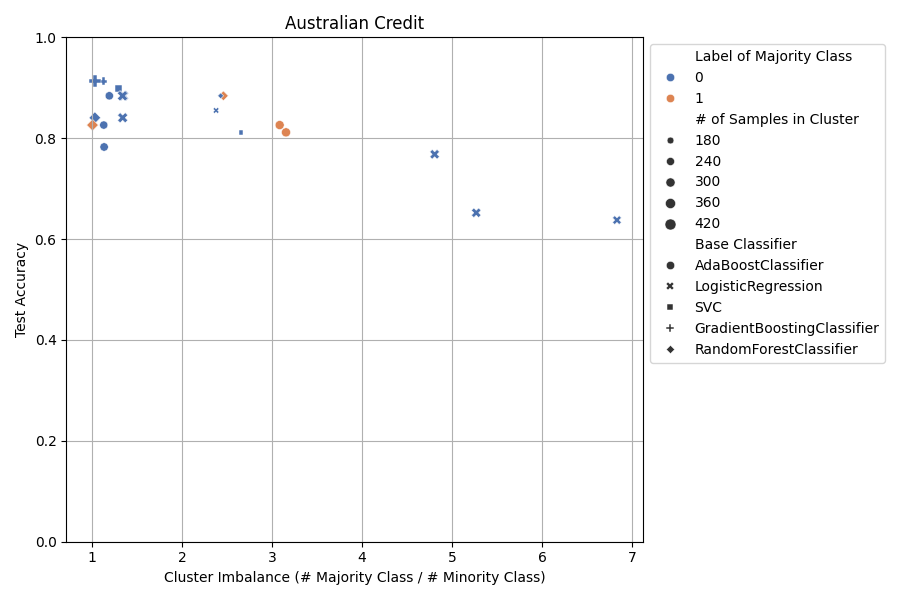 Australian Credit
1.0
0.8
0.6
0.4
0.2
0.0
Test Accuracy
1 2 3 4 5 6 7
Cluster Imbalance (# Majority Class / # Minority Class)
Label of Majority Class
0
1
# of Samples in Cluster
180
240
300
360
420
Base Classifier
AdaBoostClassifier
LogisticRegression
SVC
GradientBoostingClassifier
RandomForestClassifier